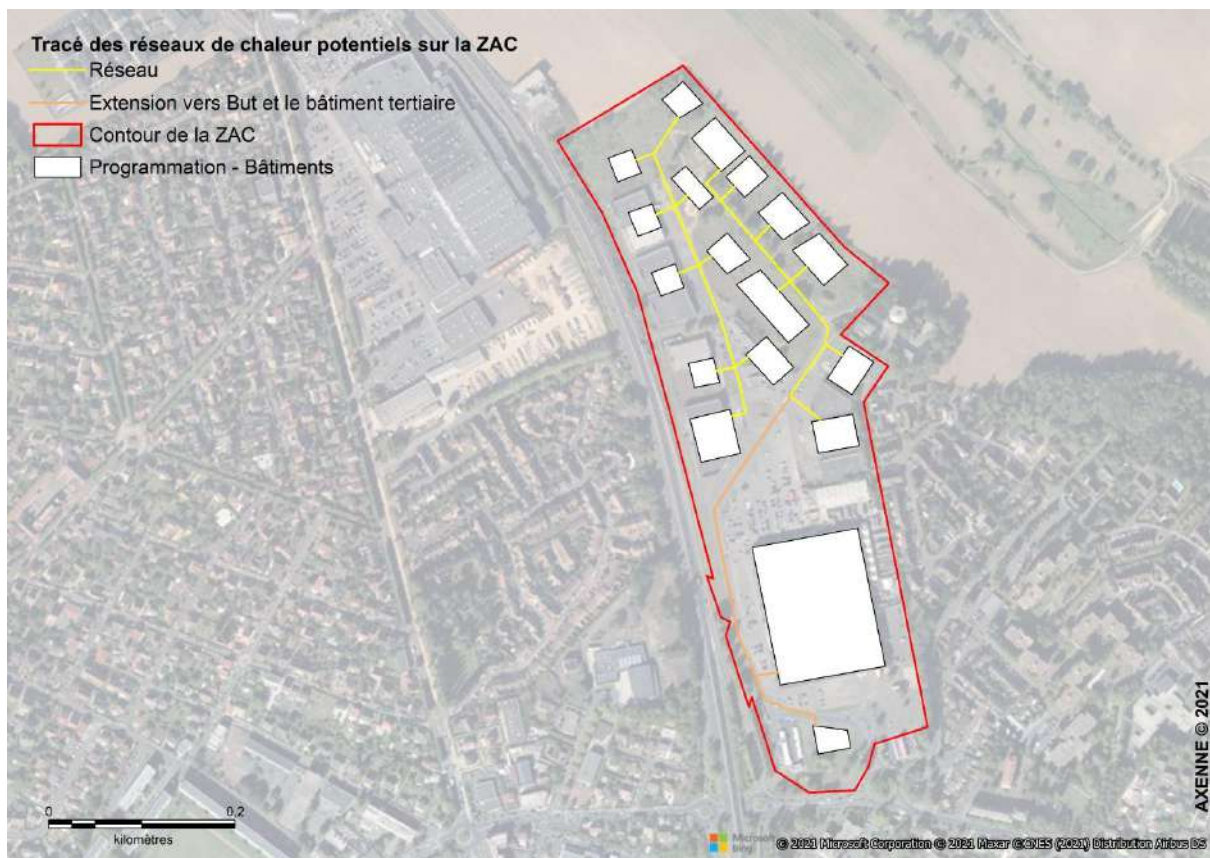 Tracé des réseaux de chaleur potentiels sur la ZAC
Réseau
Extension vers But et le bâtiment tertiaire
Contour de la ZAC
Programmation - Bâtiments
AXENNE © 2021
0 0,2
kilomètres
Microsoft
Bing
© 2021 Microsoft Corporation © 2021 Maxar ©CNES (2021) Distribution Airbus DS